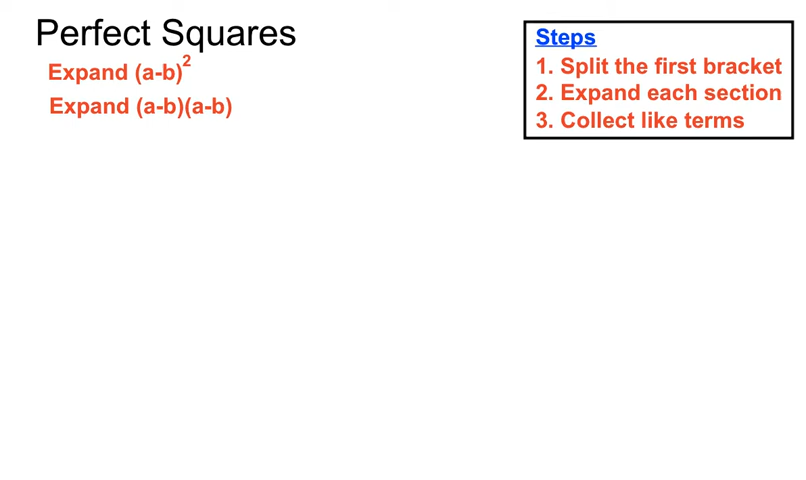 Perfect Squares
Expand (a-b)²
Expand (a-b)(a-b)
Steps
1. Split the first bracket
2. Expand each section
3. Collect like terms